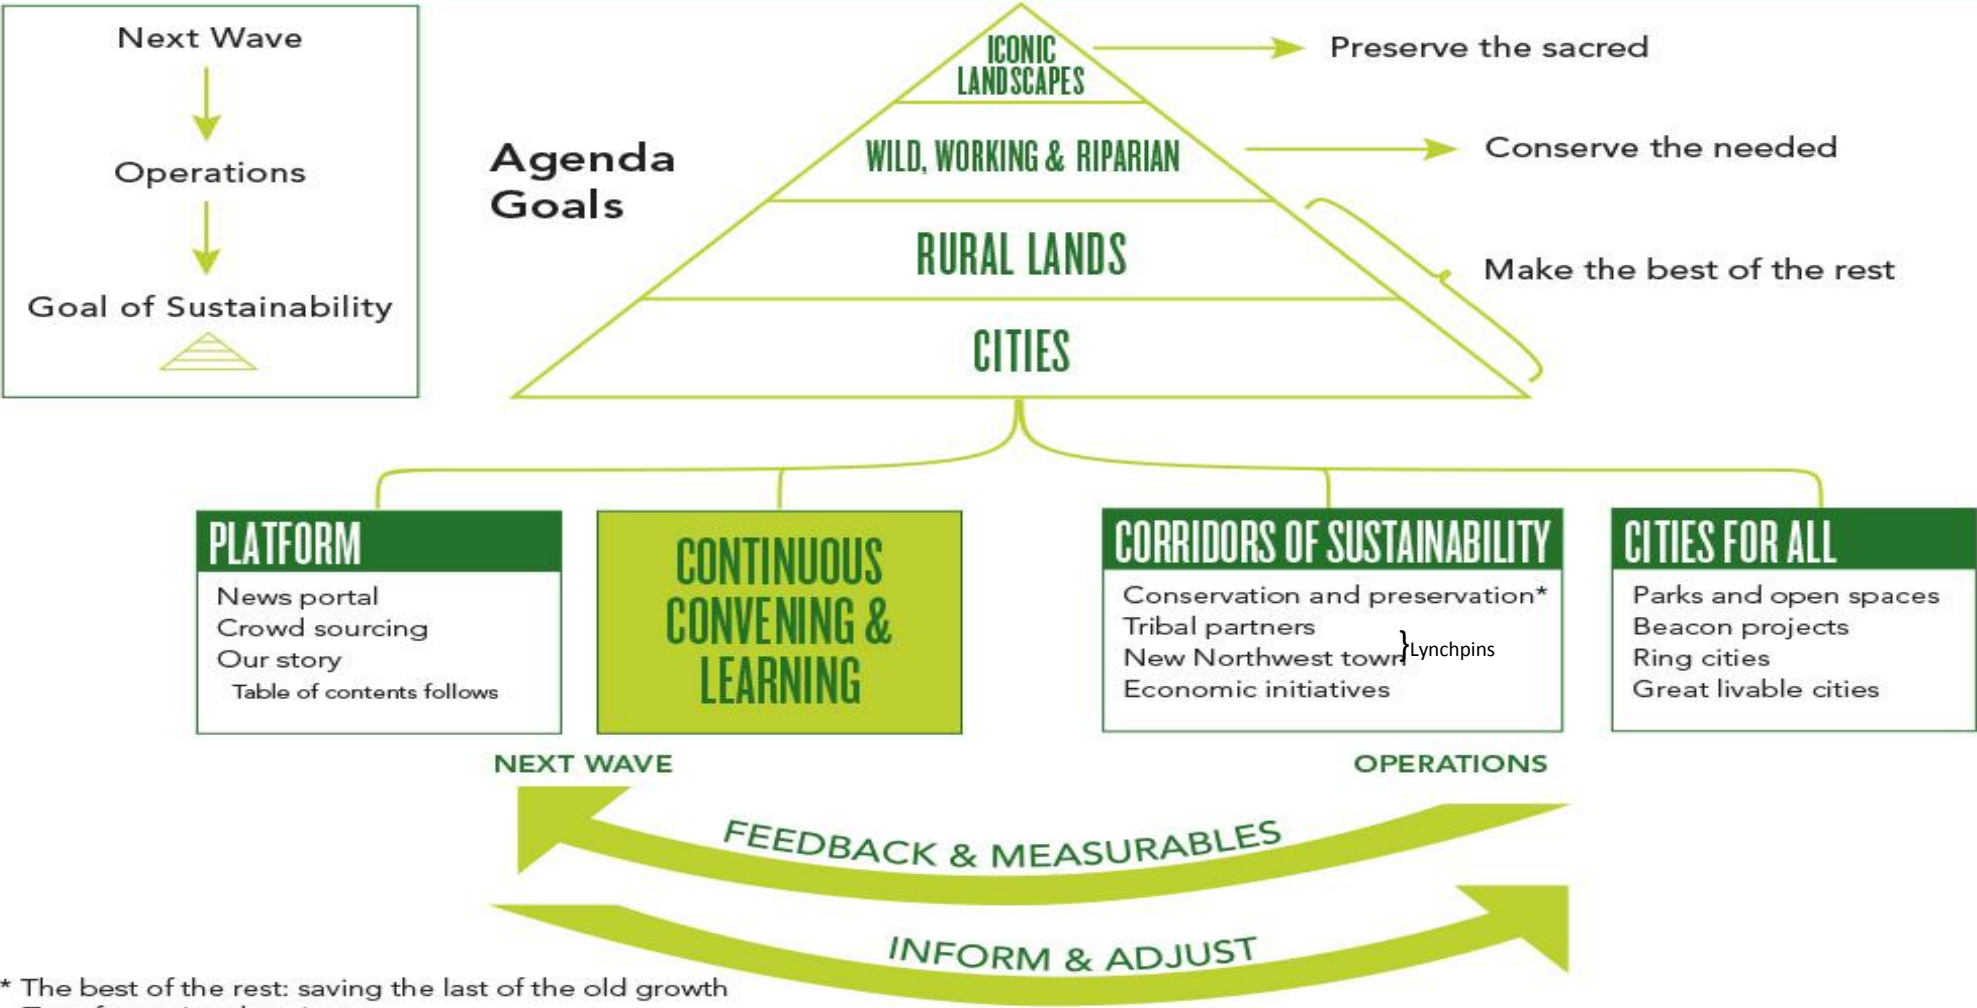 Next Wave
Operations
Goal of Sustainability
Agenda
Goals
ICONIC
LANDSCAPES
Preserve the sacred
WILD, WORKING & RIPARIAN
Conserve the needed
RURAL LANDS
Make the best of the rest
CITIES
PLATFORM
News portal
Crowd sourcing
Our story
Table of contents follows
CONTINUOUS
CONVENING &
LEARNING
CORRIDORS OF SUSTAINABILITY
Conservation and preservation*
Tribal partners
New Northwest town
}Lynchpins
Economic initiatives
CITIES FOR ALL
Parks and open spaces
Beacon projects
Ring cities
Great livable cities
NEXT WAVE
OPERATIONS
FEEDBACK & MEASURABLES
INFORM & ADJUST
* The best of the rest: saving the last of the old growth